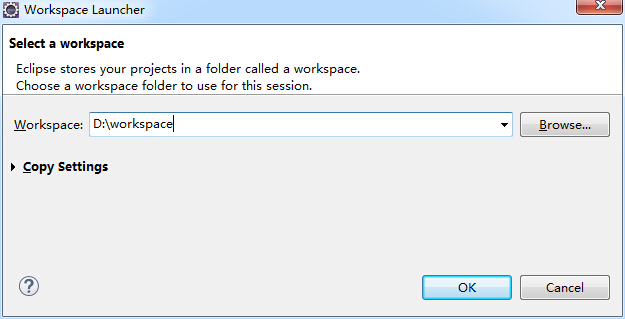 Workspace Launcher
Select a workspace
Eclipse stores your projects in a folder called a workspace.
Choose a workspace folder to use for this session.
Workspace: D:\workspace Browse...
Copy Settings
? OK Cancel